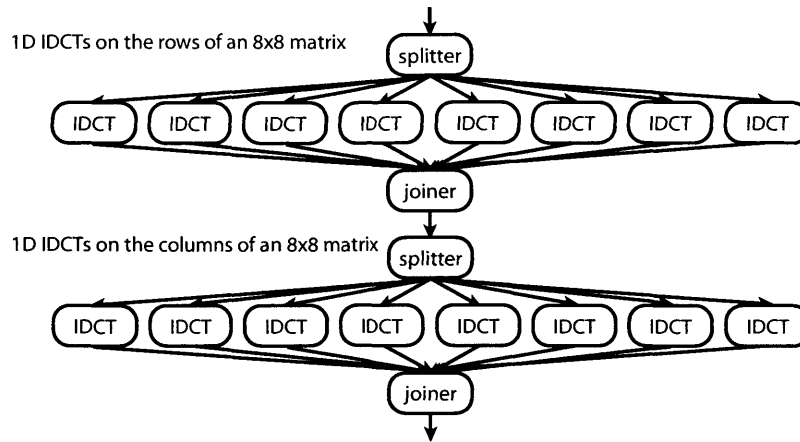 1D IDCTs on the rows of an 8x8 matrix
splitter
IDCT IDCT IDCT IDCT IDCT IDCT IDCT IDCT
joiner
1D IDCTs on the columns of an 8x8 matrix
splitter
IDCT IDCT IDCT IDCT IDCT IDCT IDCT IDCT
joiner